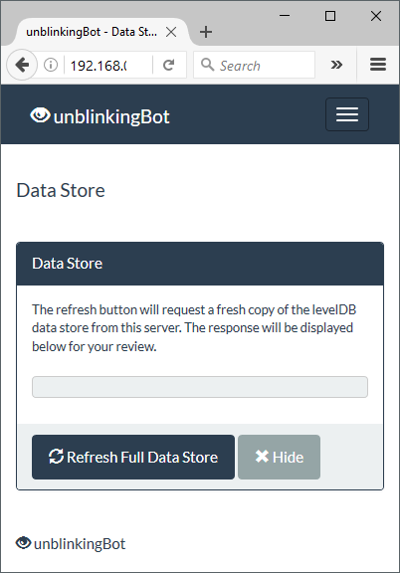 unblinkingBot - Data St...
192.168.0
Search
unblinkingBot
Data Store
Data Store
The refresh button will request a fresh copy of the levelDB
data store from this server. The response will be displayed
below for your review.
Refresh Full Data Store
Hide
unblinkingBot